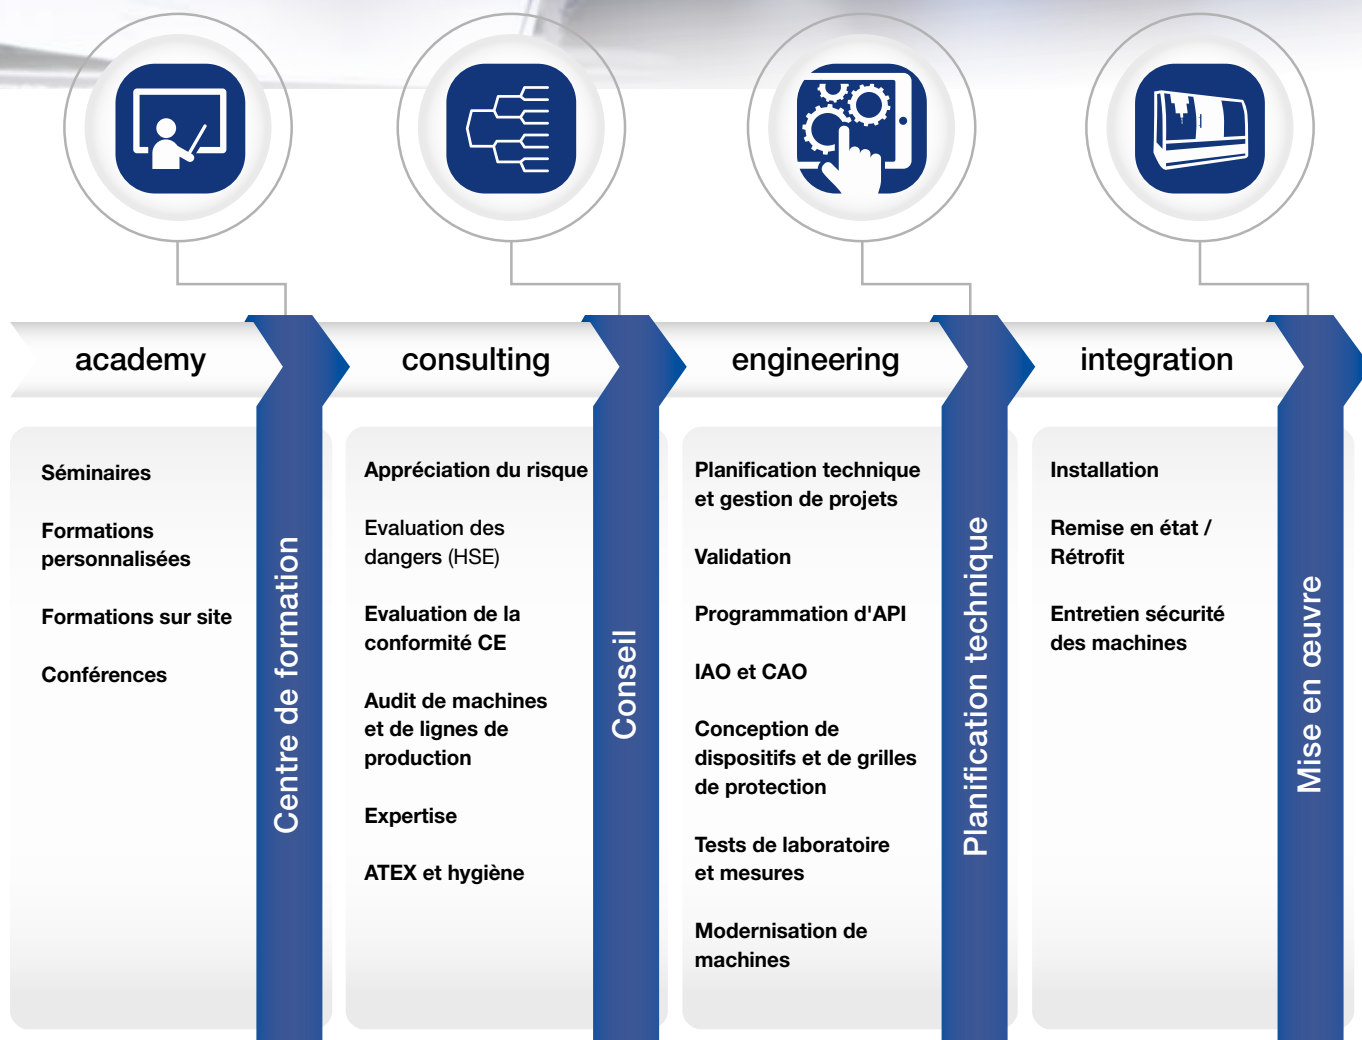 academy
Séminaires
Formations
personnalisées
Formations sur site
Conférences
Centre de formation
consulting
Appréciation du risque
Evaluation des
dangers (HSE)
Evaluation de la
conformité CE
Audit de machines
et de lignes de
production
Expertise
ATEX et hygiène
Conseil
engineering
Planification technique
et gestion de projets
Validation
Programmation d'API
IAO et CAO
Conception de
dispositifs et de grilles
de protection
Tests de laboratoire
et mesures
Modernisation de
machines
Planification technique
integration
Installation
Remise en état /
Rétrofit
Entretien sécurité
des machines
Mise en œuvre